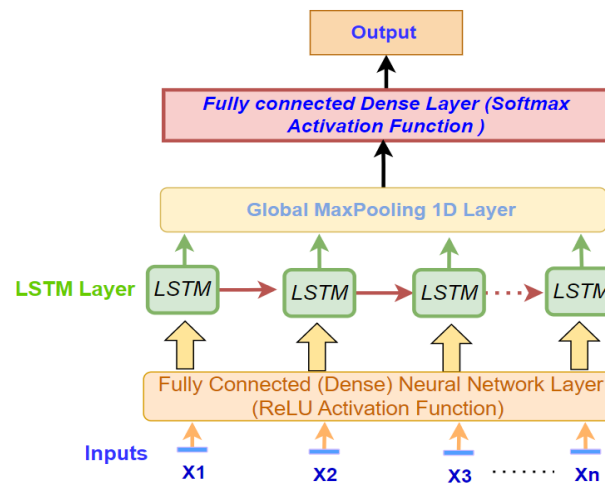 Output
Fully connected Dense Layer (Softmax
Activation Function )
Global MaxPooling 1D Layer
LSTM Layer
LSTM
LSTM
LSTM
LSTM
Fully Connected (Dense) Neural Network Layer
(ReLU Activation Function)
Inputs
X1
X2
X3
.......
Xn